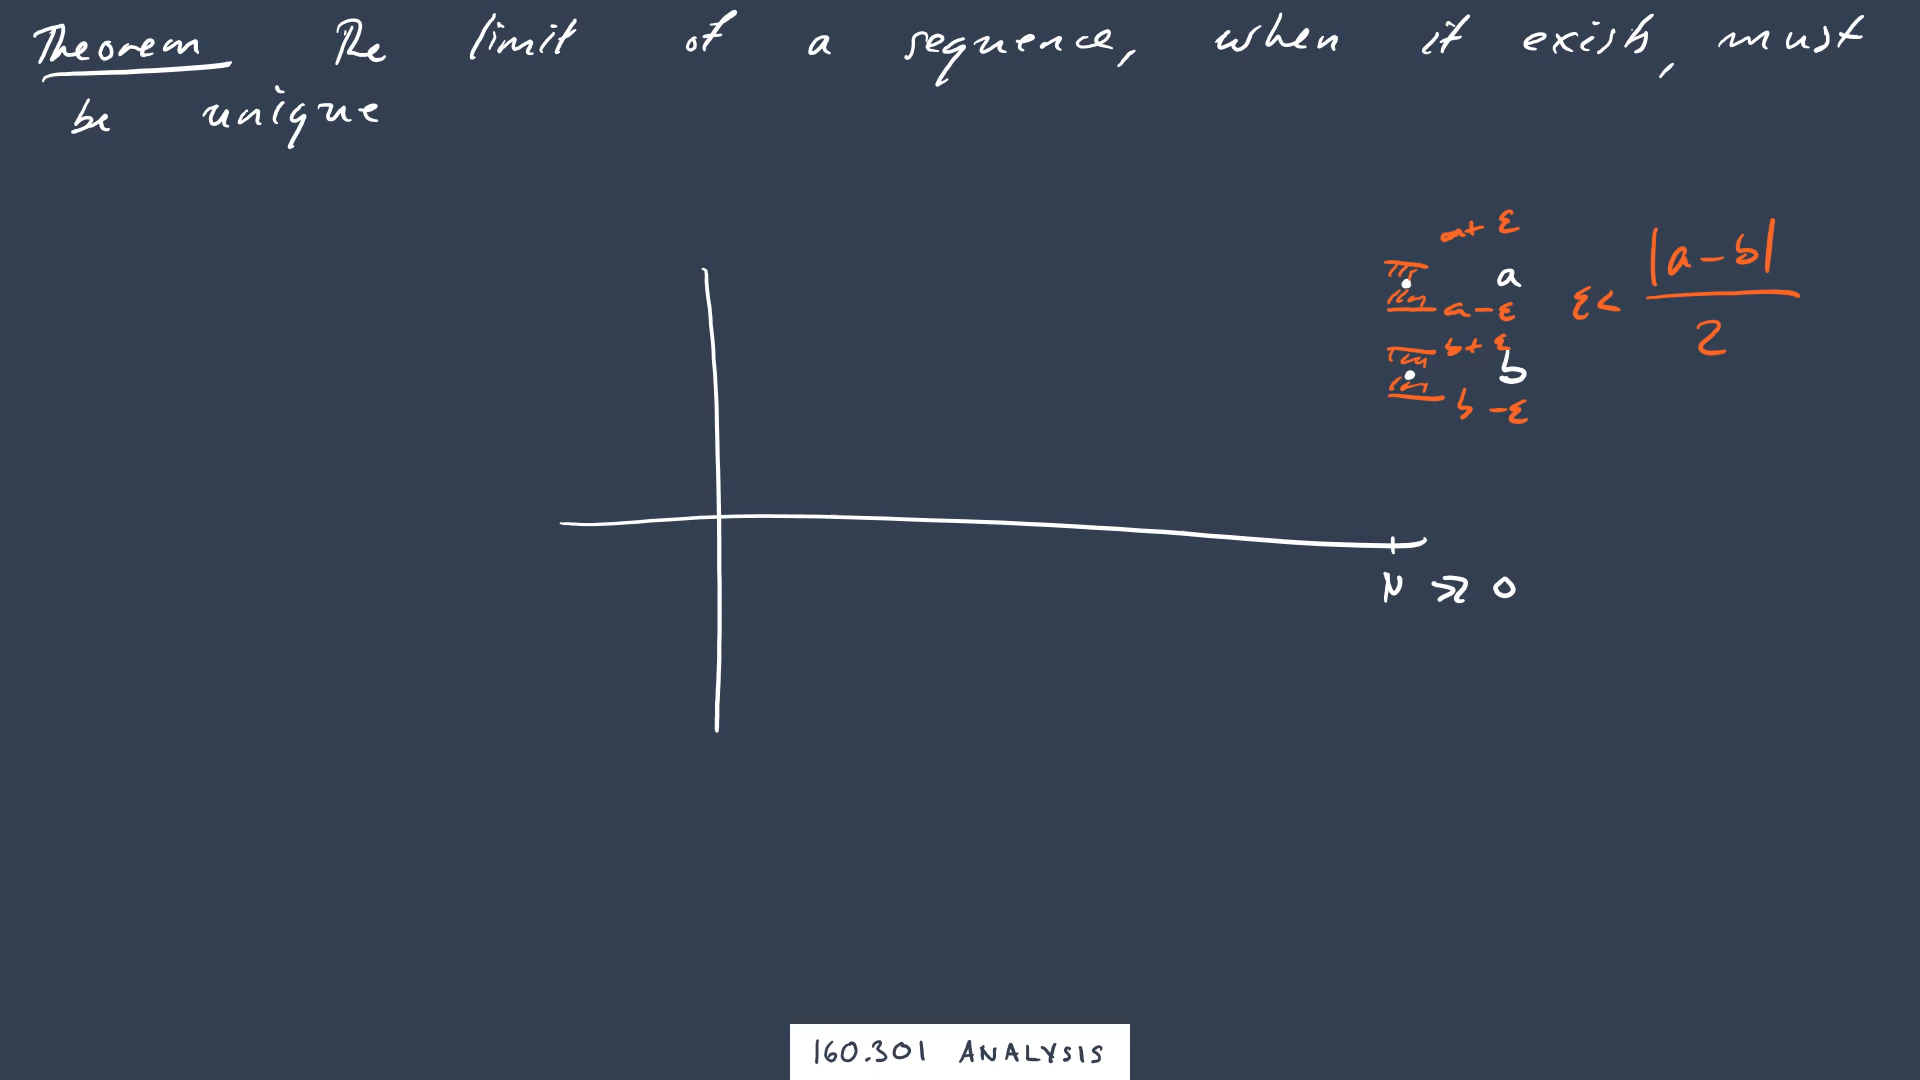 Theorem The limit of a sequence, when it exists, must
be unique
a + ε
a
a - ε
b + ε
b
b - ε
ε < |a - b| / 2
N ⩾ 0
160.301 ANALYSIS